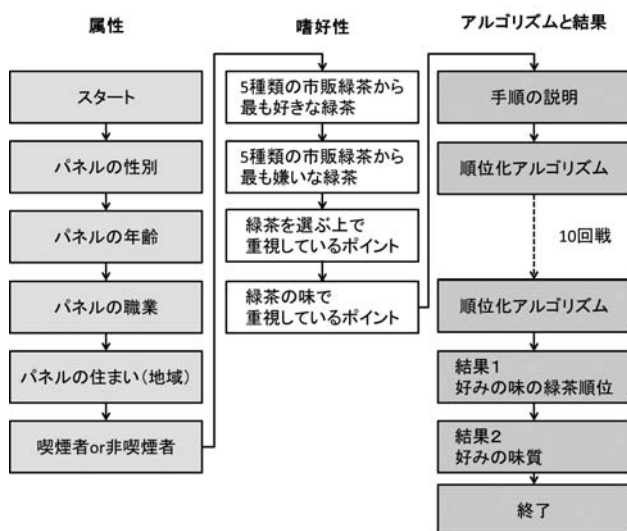 属性
スタート
パネルの性別
パネルの年齢
パネルの職業
パネルの住まい（地域）
喫煙者or非喫煙者
嗜好性
5種類の市販緑茶から
最も好きな緑茶
5種類の市販緑茶から
最も嫌いな緑茶
緑茶を選ぶ上で
重視しているポイント
緑茶の味で
重視しているポイント
アルゴリズムと結果
手順の説明
順位化アルゴリズム
10回戦
順位化アルゴリズム
結果１
好みの味の緑茶順位
結果２
好みの味質
終了